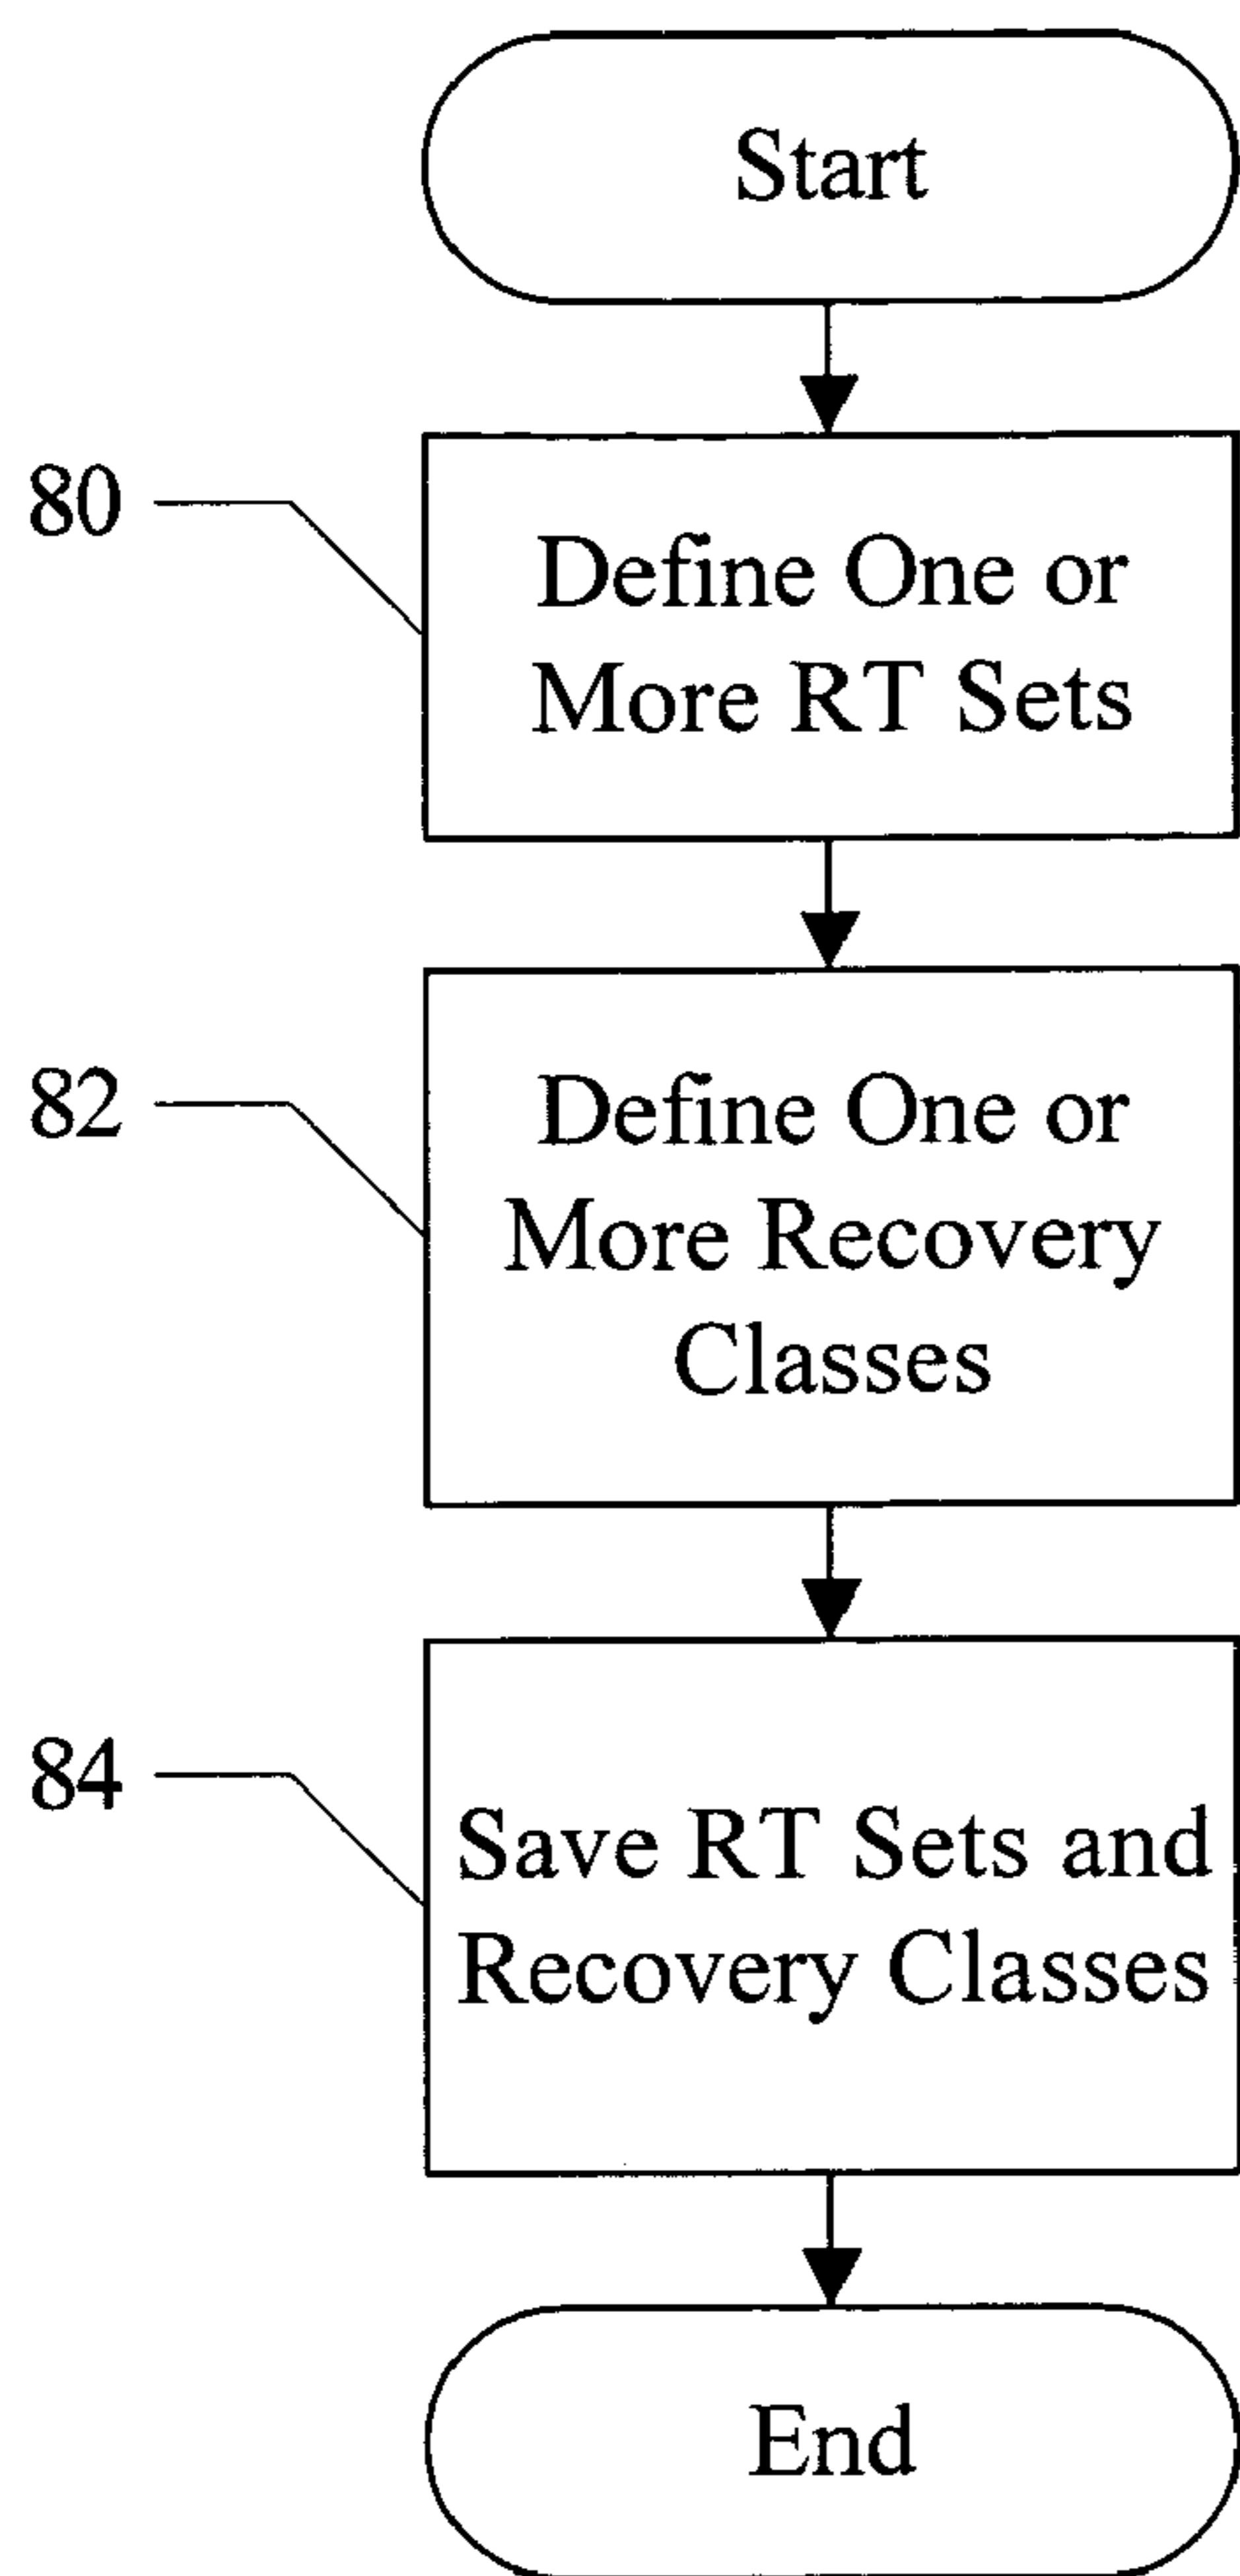 Start
80
Define One or
More RT Sets
82
Define One or
More Recovery
Classes
84
Save RT Sets and
Recovery Classes
End